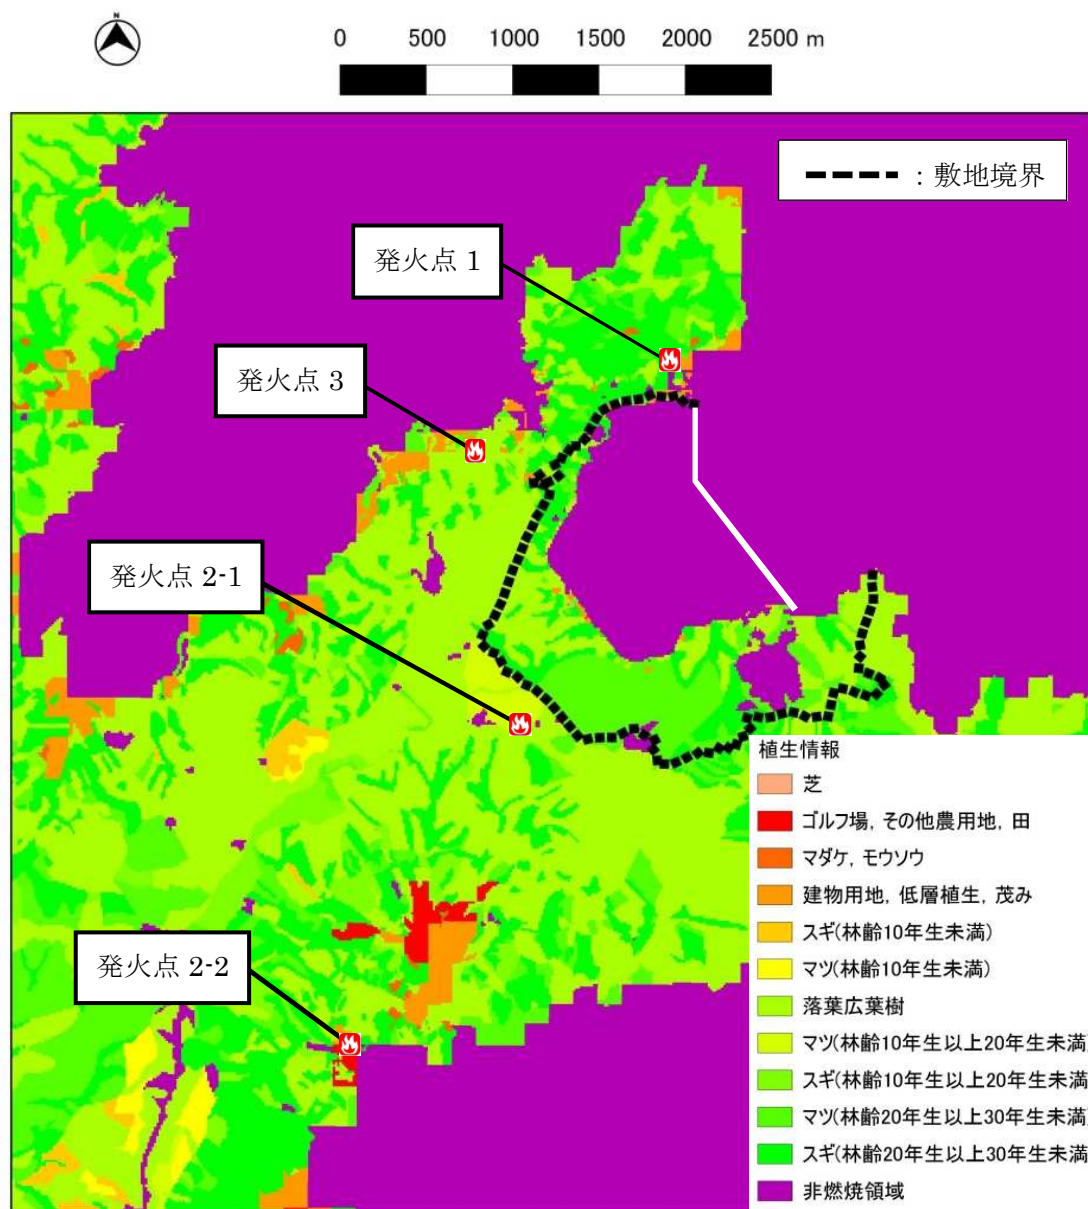 N
0 500 1000 1500 2000 2500 m
:敷地境界
発火点 1
発火点 3
発火点 2-1
発火点 2-2
植生情報
芝
ゴルフ場, その他農用地, 田
マダケ, モウソウ
建物用地, 低層植生, 茂み
スギ(林齢10年生未満)
マツ(林齢10年生未満)
落葉広葉樹
マツ(林齢10年生以上20年生未満)
スギ(林齢10年生以上20年生未満
マツ(林齢20年生以上30年生未満)
スギ(林齢20年生以上30年生未満
非燃焼領域